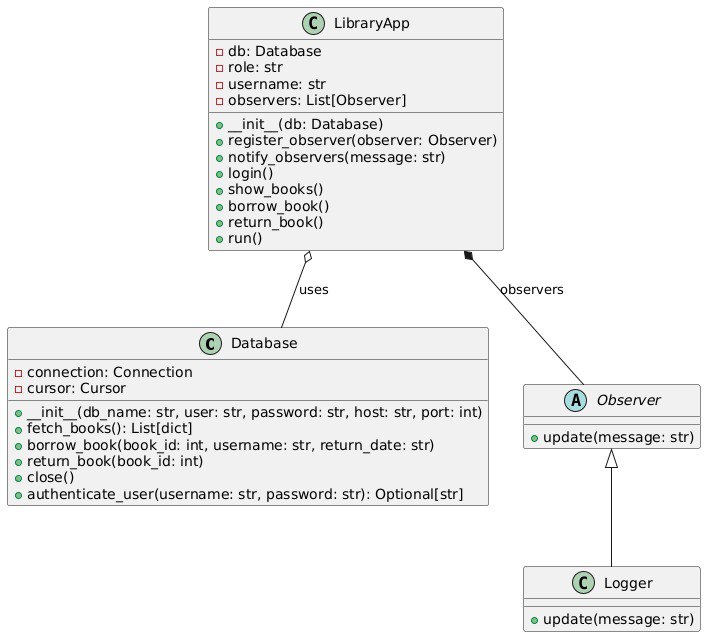 C LibraryApp
db: Database
role: str
username: str
observers: List[Observer]
__init__(db: Database)
register_observer(observer: Observer)
notify_observers(message: str)
login()
show_books()
borrow_book()
return_book()
run()
uses
observers
C Database
connection: Connection
cursor: Cursor
__init__(db_name: str, user: str, password: str, host: str, port: int)
fetch_books(): List[dict]
borrow_book(book_id: int, username: str, return_date: str)
return_book(book_id: int)
close()
authenticate_user(username: str, password: str): Optional[str]
A Observer
update(message: str)
C Logger
update(message: str)